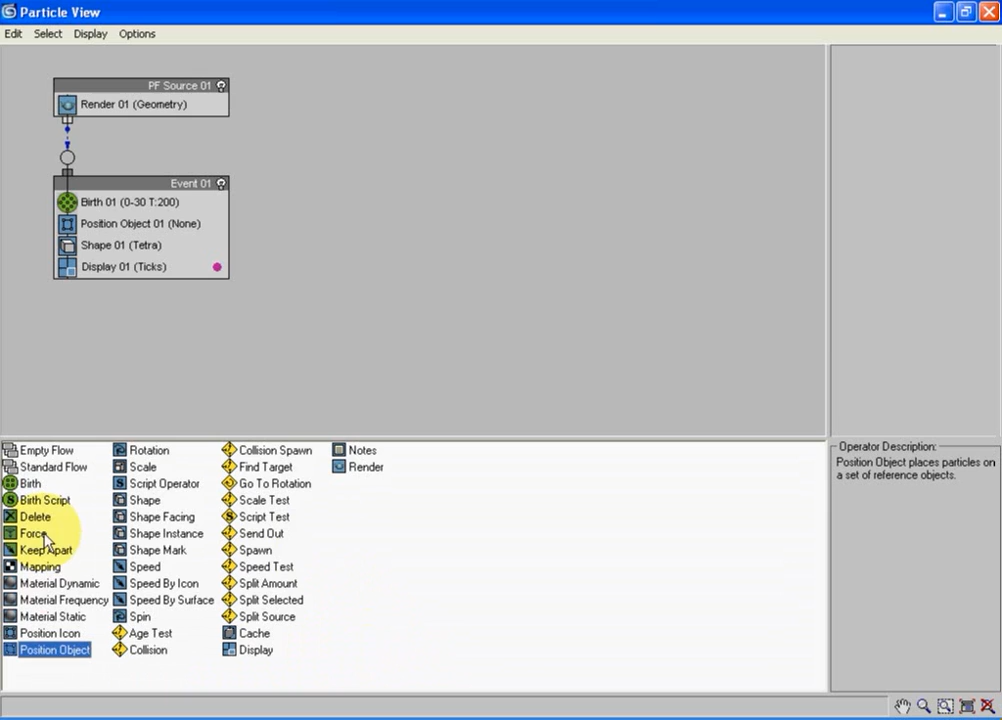 Particle View
Edit Select Display Options
PF Source 01
Render 01 (Geometry)
Event 01
Birth 01 (0-30 T:200)
Position Object 01 (None)
Shape 01 (Tetra)
Display 01 (Ticks)
Empty Flow
Standard Flow
Birth
Birth Script
Delete
Force
Keep Apart
Mapping
Material Dynamic
Material Frequency
Material Static
Position Icon
Position Object
Rotation
Scale
Script Operator
Shape
Shape Facing
Shape Instance
Shape Mark
Speed
Speed By Icon
Speed By Surface
Spin
Age Test
Collision
Collision Spawn
Find Target
Go To Rotation
Scale Test
Script Test
Send Out
Spawn
Speed Test
Split Amount
Split Selected
Split Source
Cache
Display
Notes
Render
Operator Description:
Position Object places particles on
a set of reference objects.